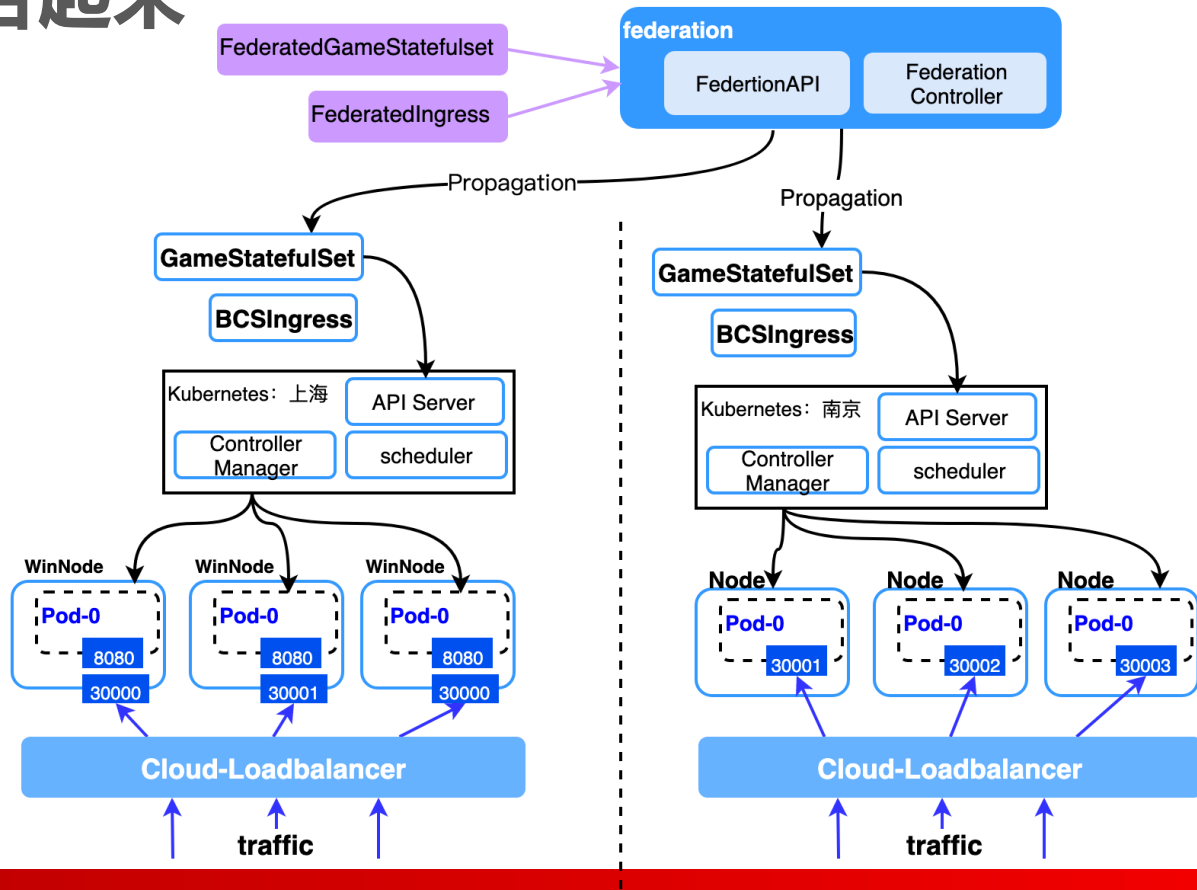 起来
FederatedGameStatefulset
FederatedIngress
federation
FedertionAPI
Federation
Controller
Propagation
Propagation
GameStatefulSet
BCSIngress
Kubernetes：上海
API Server
Controller
Manager
scheduler
WinNode
WinNode
WinNode
Pod-0
8080
30000
Pod-0
8080
30001
Pod-0
8080
30000
Cloud-Loadbalancer
traffic
GameStatefulSet
BCSIngress
Kubernetes：南京
API Server
Controller
Manager
scheduler
Node
Node
Node
Pod-0
30001
Pod-0
30002
Pod-0
30003
Cloud-Loadbalancer
traffic